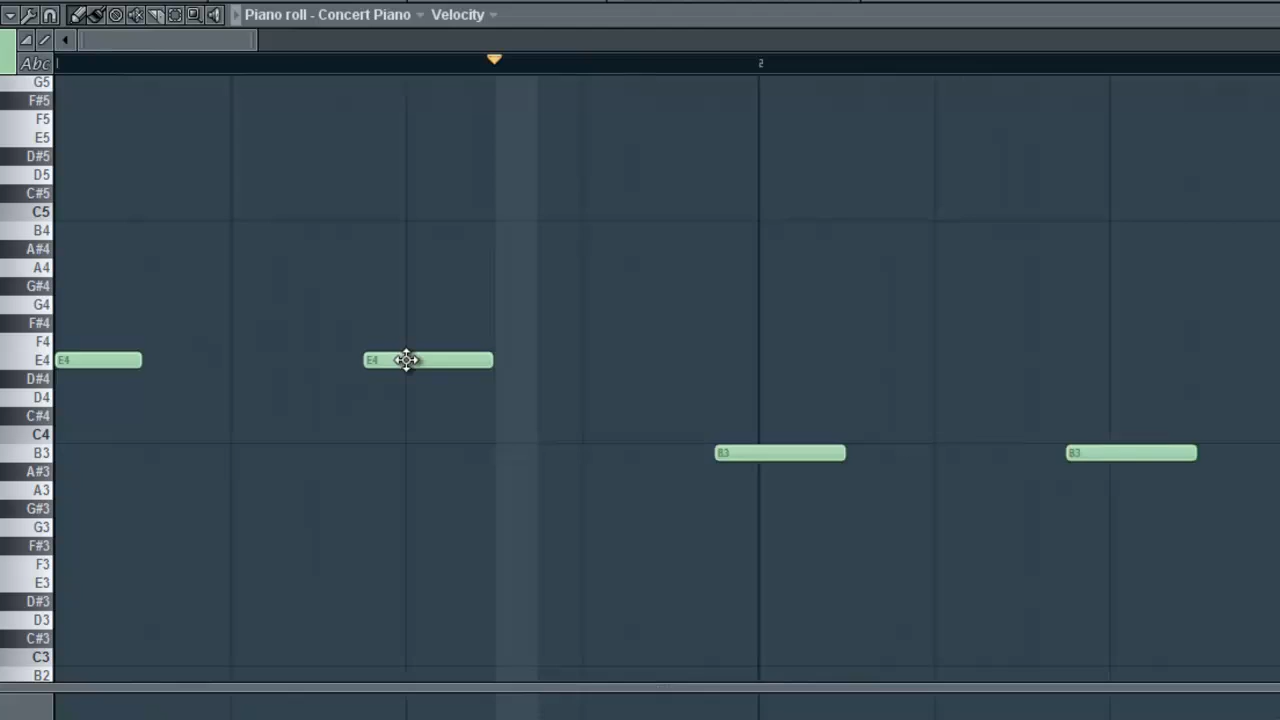 Piano roll - Concert Piano Velocity
Abc
2
G5
F#5
F5
E5
D#5
D5
C#5
C5
B4
A#4
A4
G#4
G4
F#4
F4
E4 E4 E4
D#4
D4
C#4
C4
B3 B3 B3
A#3
A3
G#3
G3
F#3
F3
E3
D#3
D3
C#3
C3
B2